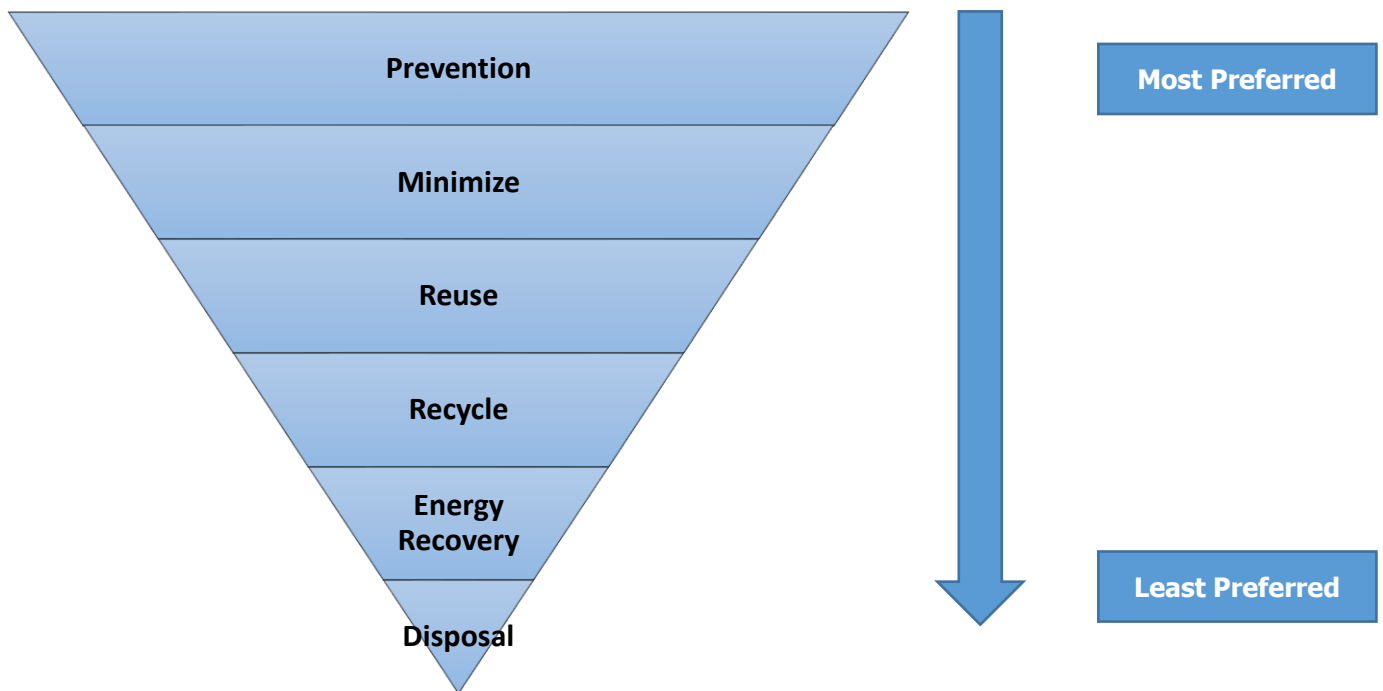 Prevention
Most Preferred
Minimize
Reuse
Recycle
Energy
Recovery
Least Preferred
Disposal